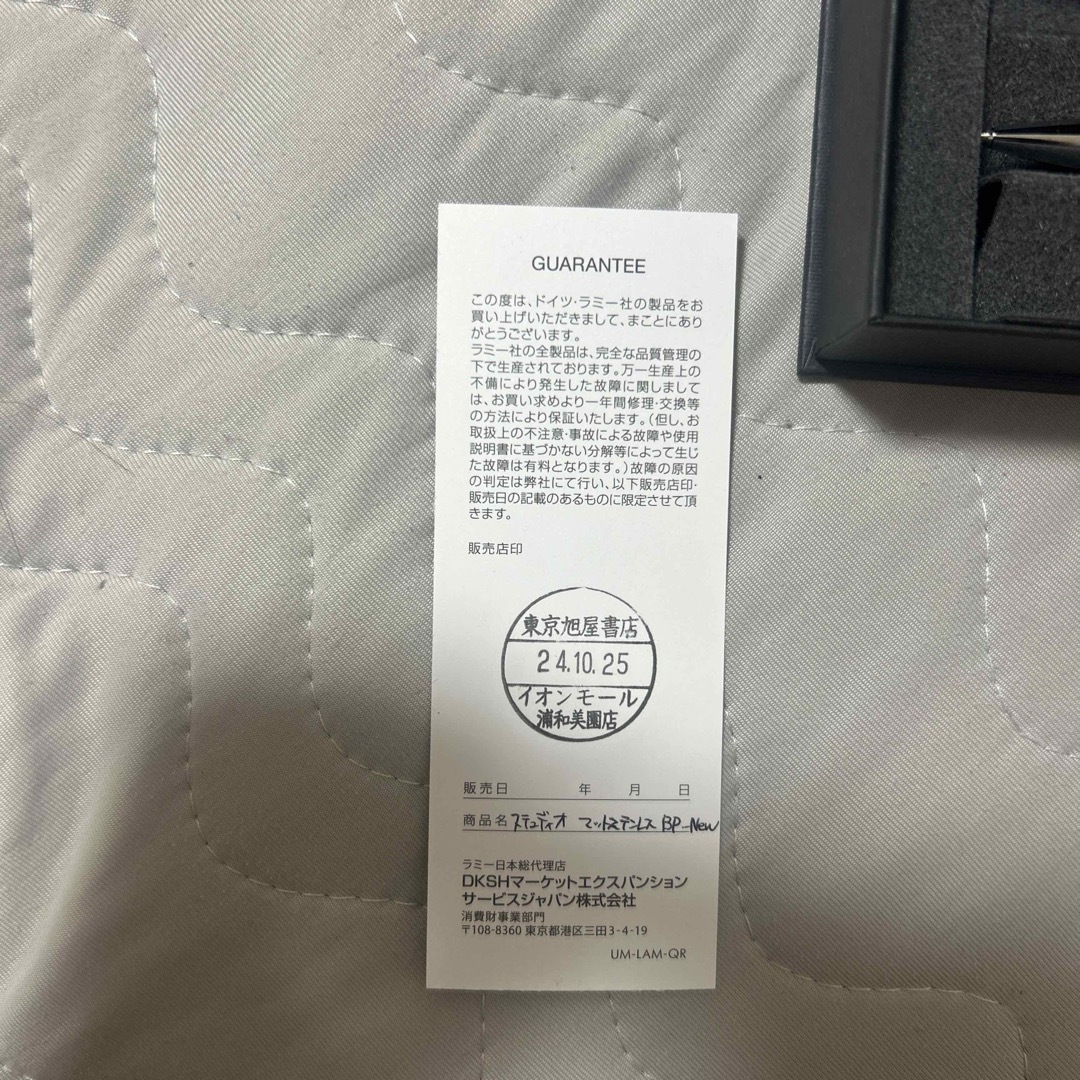 GUARANTEE
この度は、ドイツ・ラミー社の製品をお
買い上げいただきまして、まことにあり
がとうございます。
ラミー社の全製品は、完全な品質管理の
下で生産されております。万一生産上の
不備により発生した故障に関しまして
は、お買い求めより一年間修理・交換等
の方法により保証いたします。(但し、お
取扱上の不注意・事故による故障や使用
説明書に基づかない分解等によって生じ
た故障は有料となります。)故障の原因
の判定は弊社にて行い、以下販売店印・
販売日の記載のあるものに限定させて頂
きます。
販売店印
東京旭屋書店
24.10.25
イオンモール
浦和美園店
販売日 年 月 日
商品名 ステュディオ マットステンレス BP-New
ラミー日本総代理店
DKSHマーケットエクスパンション
サービスジャパン株式会社
消費財事業部門
〒108-8360 東京都港区三田3-4-19
UM-LAM-QR